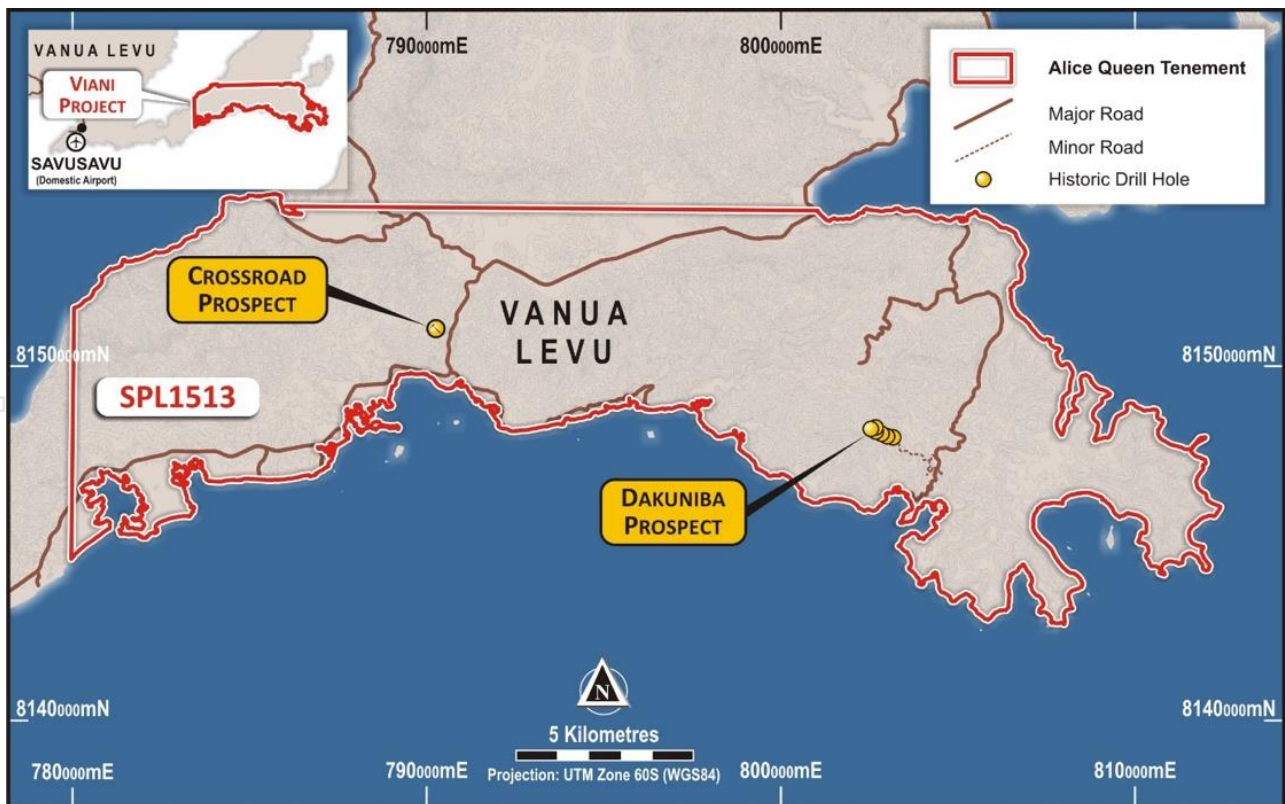 790000mE
800000mE
VANUA LEVU
VIANI
PROJECT
SAVUSAVU
(Domestic Airport)
Alice Queen Tenement
Major Road
Minor Road
Historic Drill Hole
CROSSROAD
PROSPECT
VANUA
LEVU
8150000mN
8150000mN
SPL1513
DAKUNIBA
PROSPECT
N
8140000mN
8140000mN
5 Kilometres
Projection: UTM Zone 60S (WGS84)
780000mE
790000mE
800000mE
810000mE